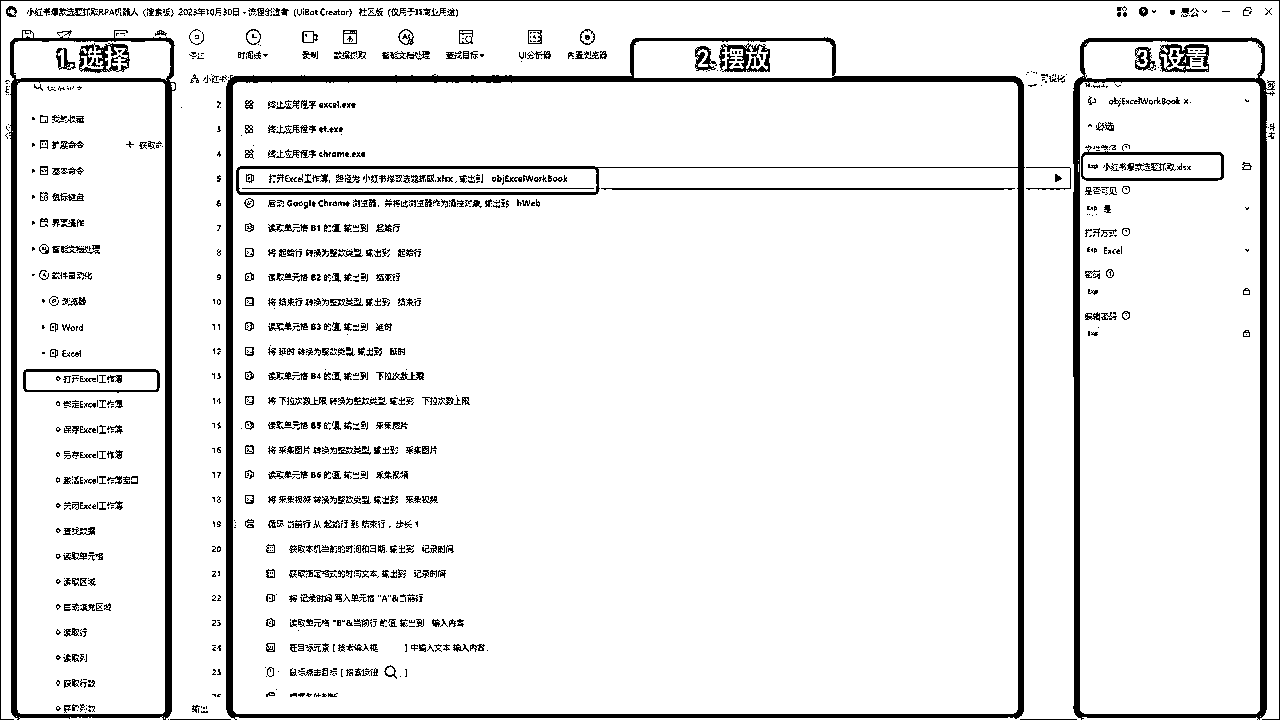 小红书爆款选题抓取RPA机器人（搜索板）2023年10月30日 - 流程创造者（UiBot Creator） 社区版（仅用于非商业用途）
愚公
停止
时间线
录制
数据抓取
智能文档处理
查找目标
UI分析器
内置浏览器
1. 选择
2. 摆放
3. 设置
小红书
可视化
我的收藏
扩展命令
+ 获取命
基本命令
鼠标键盘
界面操作
智能文档处理
软件自动化
浏览器
Word
Excel
打开Excel工作簿
绑定Excel工作簿
保存Excel工作簿
另存Excel工作簿
激活Excel工作簿窗口
关闭Excel工作簿
查找数据
读取单元格
读取区域
自动填充区域
读取行
读取列
获取行数
获取列数
2 终止应用程序 excel.exe
3 终止应用程序 et.exe
4 终止应用程序 chrome.exe
5 打开Excel工作簿，路径为 小红书爆款选题抓取.xlsx , 输出到 objExcelWorkBook
6 启动 Google Chrome 浏览器，并将此浏览器作为操控对象, 输出到 hWeb
7 读取单元格 B1 的值, 输出到 起始行
8 将 起始行 转换为整数类型, 输出到 起始行
9 读取单元格 B2 的值, 输出到 结束行
10 将 结束行 转换为整数类型, 输出到 结束行
11 读取单元格 B3 的值, 输出到 延时
12 将 延时 转换为整数类型, 输出到 延时
13 读取单元格 B4 的值, 输出到 下拉次数上限
14 将 下拉次数上限 转换为整数类型, 输出到 下拉次数上限
15 读取单元格 B5 的值, 输出到 采集图片
16 将 采集图片 转换为整数类型, 输出到 采集图片
17 读取单元格 B6 的值, 输出到 采集视频
18 将 采集视频 转换为整数类型, 输出到 采集视频
19 循环 当前行 从 起始行 到 结束行 , 步长 1
20 获取本机当前的时间和日期, 输出到 记录时间
21 获取指定格式的时间文本, 输出到 记录时间
22 将 记录时间 写入单元格 "A"&当前行
23 读取单元格 "B"&当前行 的值, 输出到 输入内容
24 在目标元素 [ 搜索输入框 ] 中输入文本 输入内容
25 鼠标点击目标 [ 搜索按钮 ]
输出
objExcelWorkBook ×
必选
文件路径
Exp 小红书爆款选题抓取.xlsx
是否可见
Exp 是
打开方式
Exp Excel
密码
Exp
编辑密码
Exp